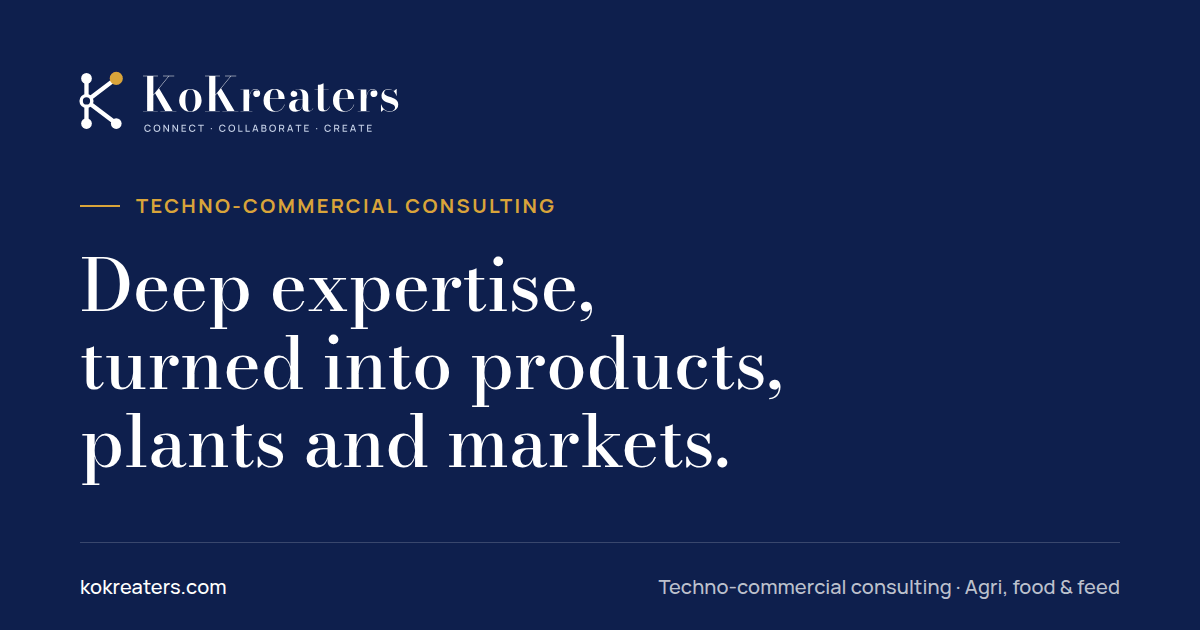 KoKreaters
CONNECT · COLLABORATE · CREATE
TECHNO-COMMERCIAL CONSULTING
Deep expertise,
turned into products,
plants and markets.
kokreaters.com
Techno-commercial consulting · Agri, food & feed